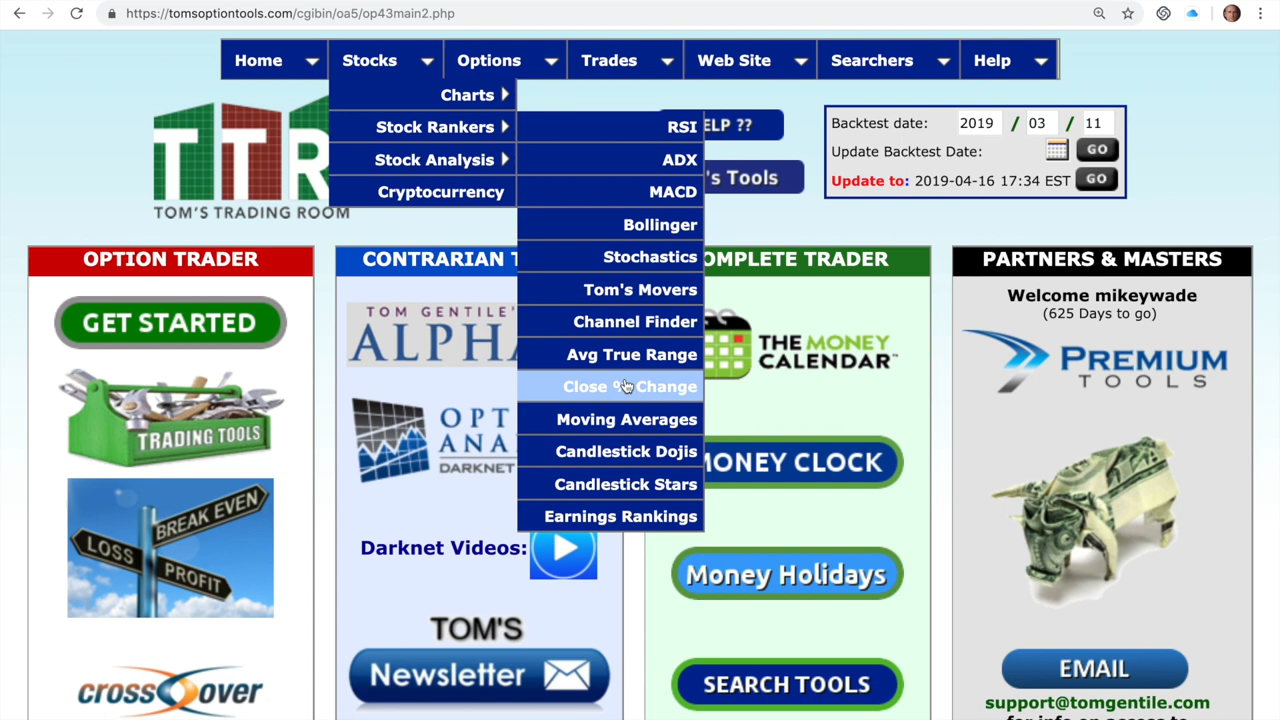 https://tomsoptiontools.com/cgibin/oa5/op43main2.php
Home Stocks Options Trades Web Site Searchers Help
Charts
Stock Rankers
Stock Analysis
Cryptocurrency
RSI
ADX
MACD
Bollinger
Stochastics
Tom's Movers
Channel Finder
Avg True Range
Close % Change
Moving Averages
Candlestick Dojis
Candlestick Stars
Earnings Rankings
TTR
TOM'S TRADING ROOM
ELP ??
's Tools
Backtest date: 2019 / 03 / 11
Update Backtest Date: GO
Update to: 2019-04-16 17:34 EST GO
OPTION TRADER
GET STARTED
TRADING TOOLS
BREAK EVEN
LOSS
PROFIT
crossover
CONTRARIAN T
TOM GENTILE'S
ALPH
OPT
ANA
DARKNET
Darknet Videos:
TOM'S
Newsletter
OMPLETE TRADER
THE MONEY
CALENDAR
MONEY CLOCK
Money Holidays
SEARCH TOOLS
PARTNERS & MASTERS
Welcome mikeywade
(625 Days to go)
PREMIUM
TOOLS
EMAIL
support@tomgentile.com
for info on access to